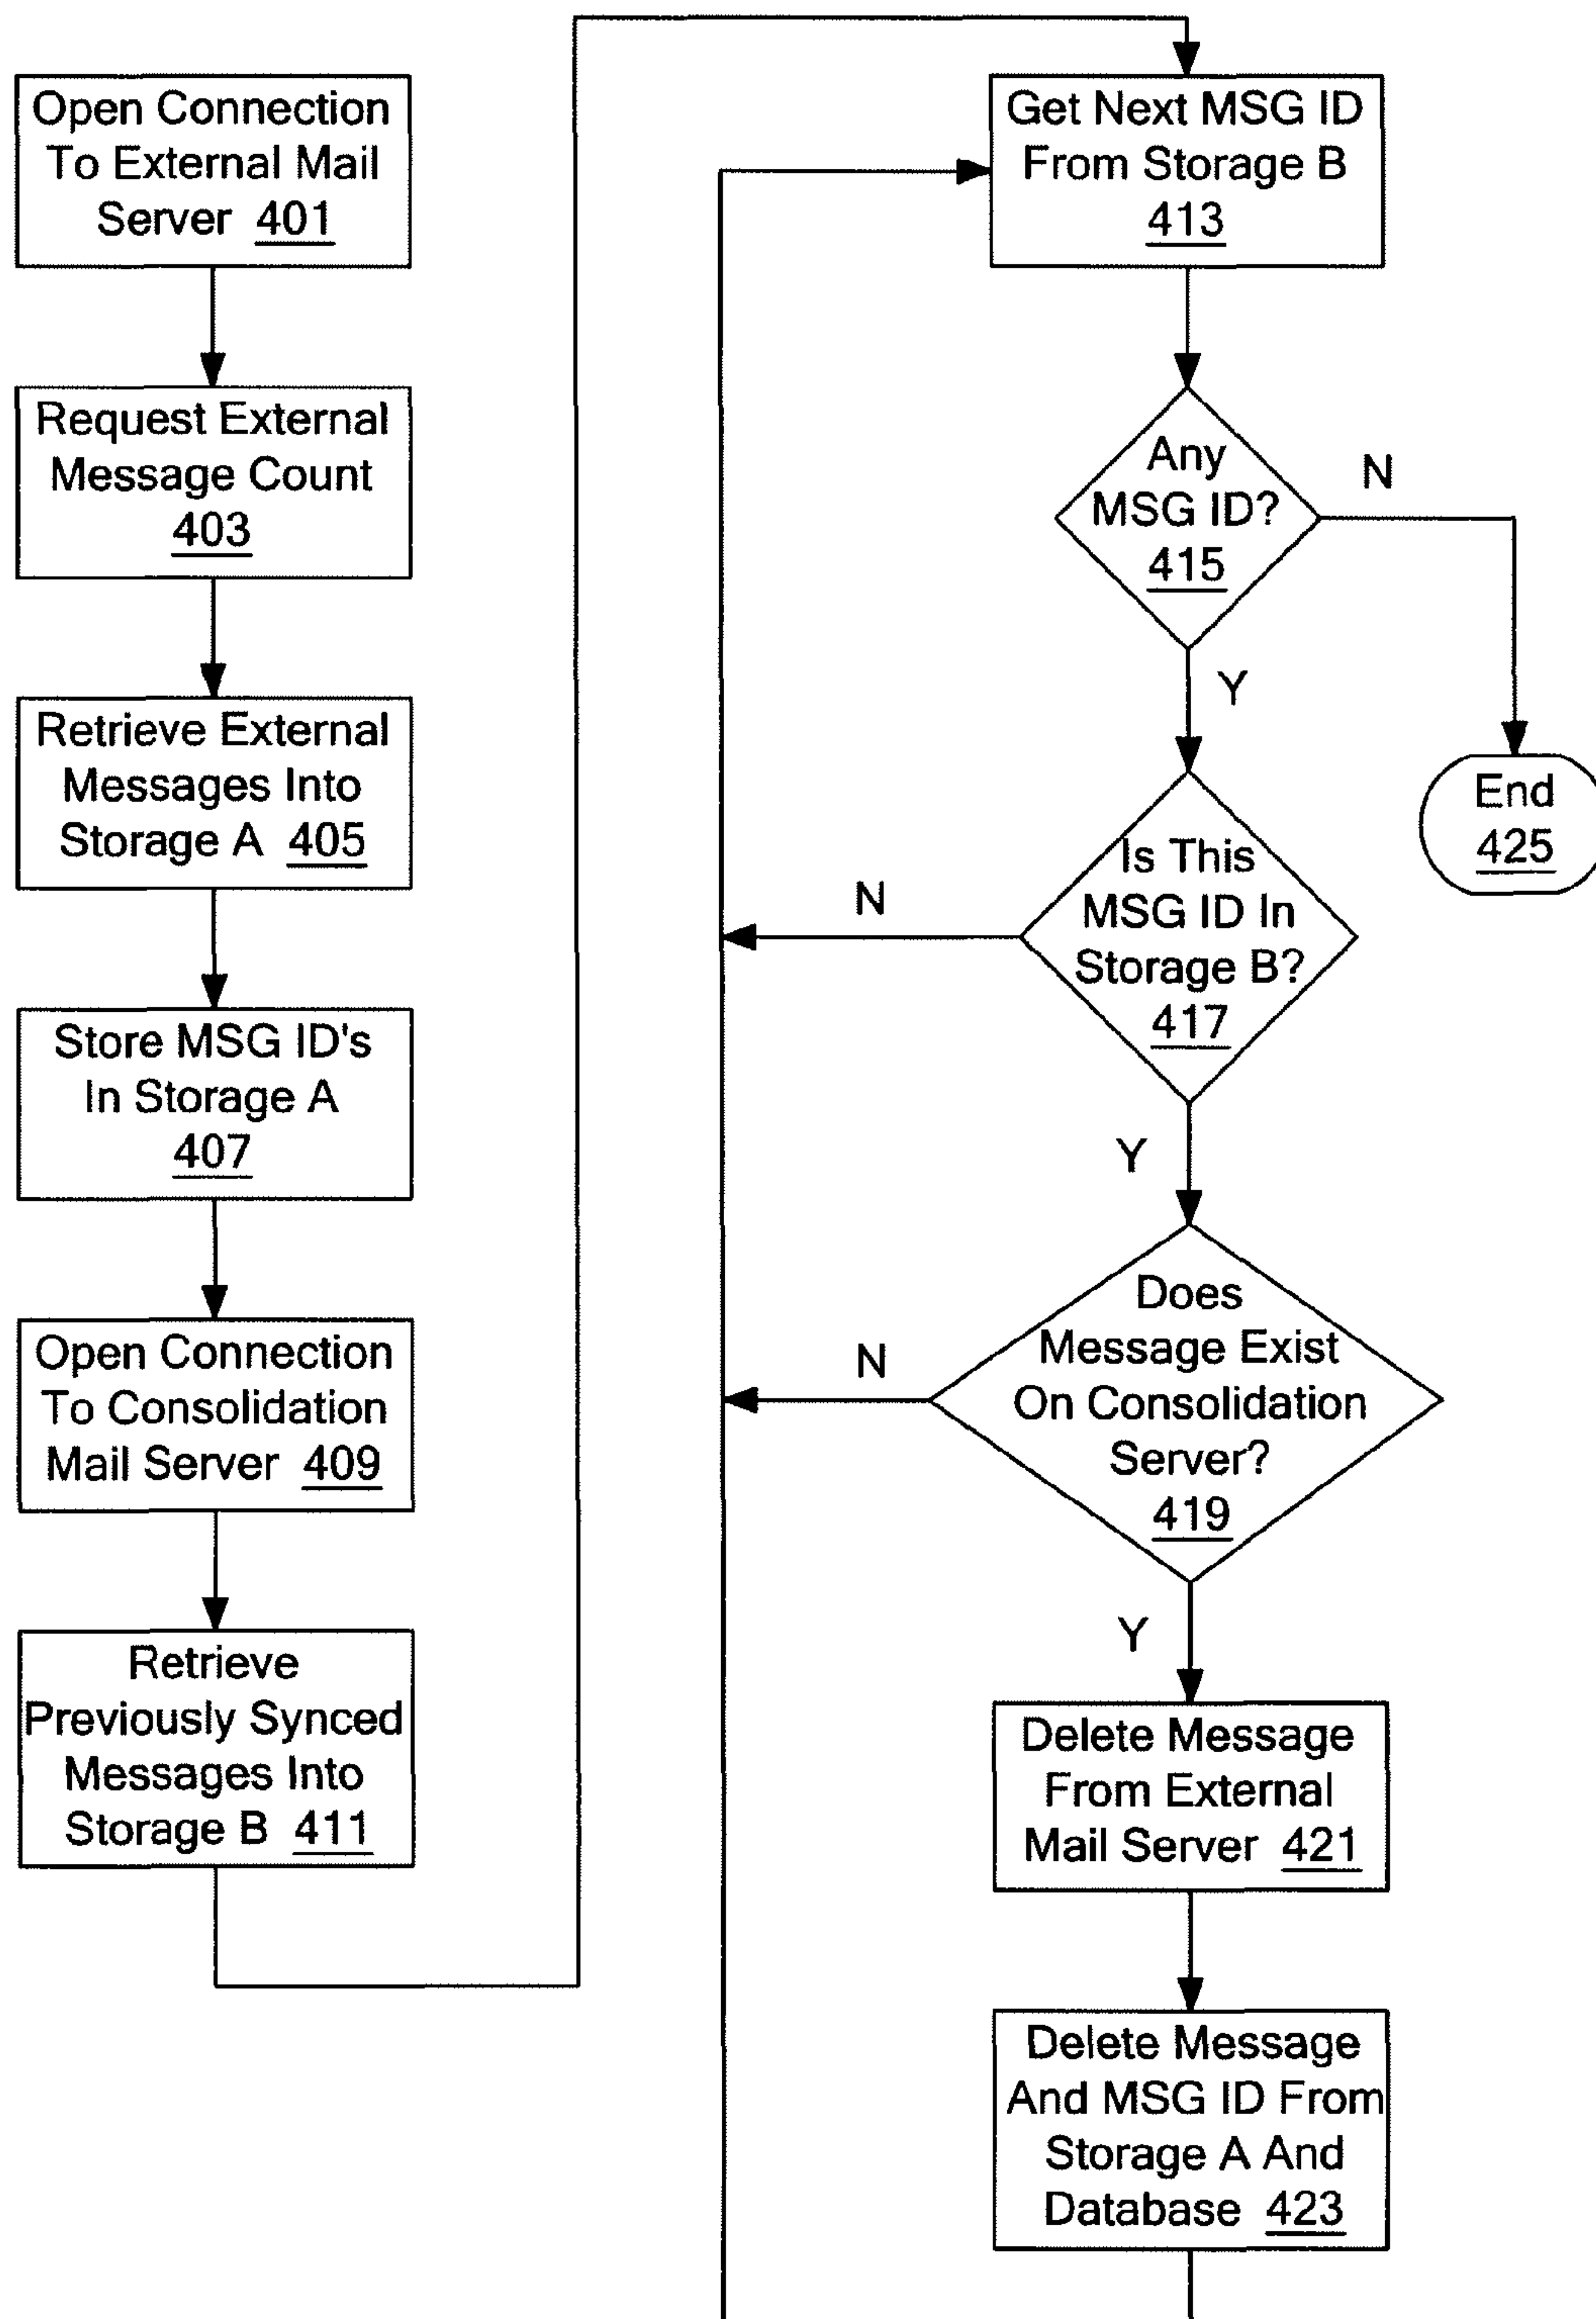 Open Connection
To External Mail
Server 401
Request External
Message Count
403
Retrieve External
Messages Into
Storage A 405
Store MSG ID's
In Storage A
407
Open Connection
To Consolidation
Mail Server 409
Retrieve
Previously Synced
Messages Into
Storage B 411
Get Next MSG ID
From Storage B
413
Any
MSG ID?
415
N
Y
End
425
Is This
MSG ID In
Storage B?
417
N
Y
Does
Message Exist
On Consolidation
Server?
419
N
Y
Delete Message
From External
Mail Server 421
Delete Message
And MSG ID From
Storage A And
Database 423